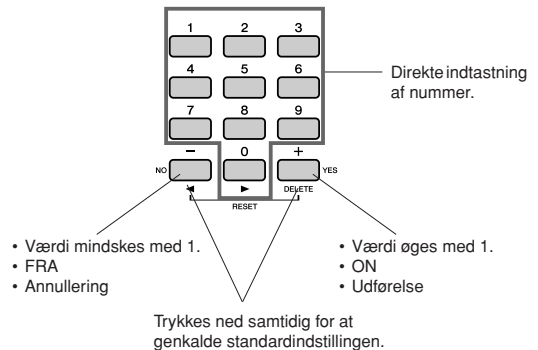 1 2 3
4 5 6
Direkte indtastning
af nummer.
7 8 9
− 0 +
NO YES
◄ ► DELETE
RESET
• Værdi mindskes med 1.
• FRA
• Annullering
• Værdi øges med 1.
• ON
• Udførelse
Trykkes ned samtidig for at
genkalde standardindstillingen.